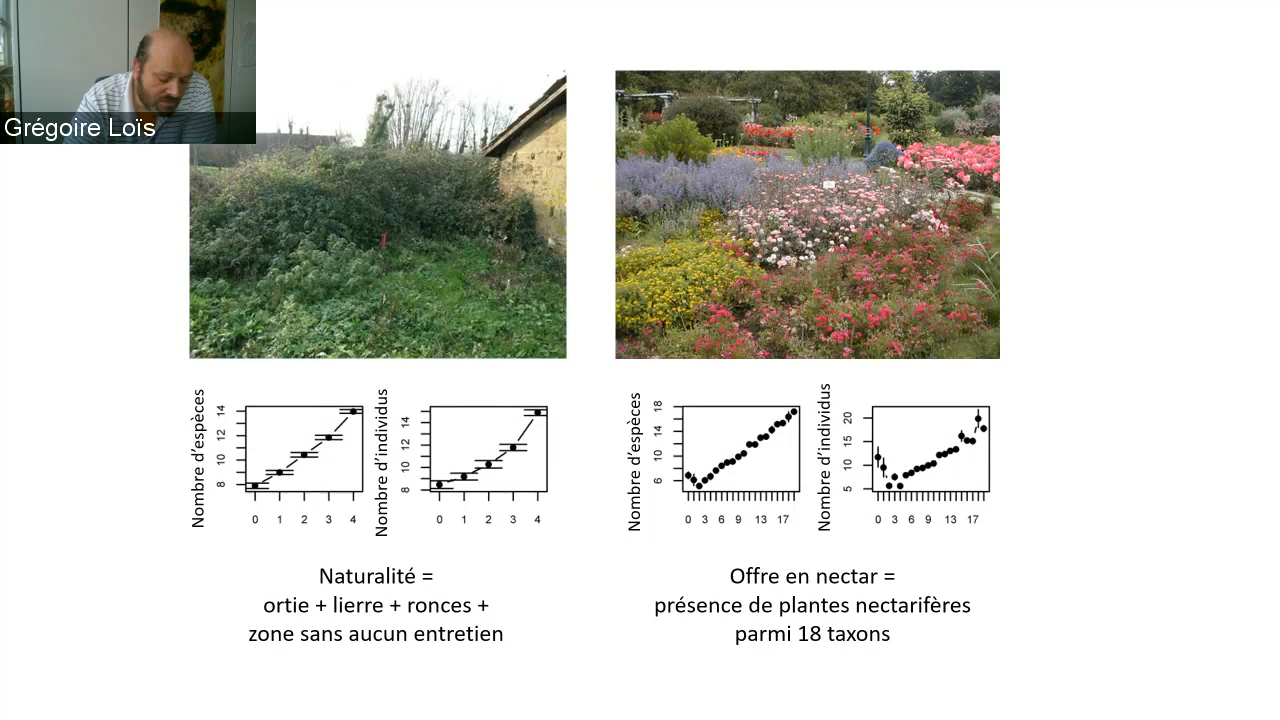 Grégoire Loïs
Nombre d'espèces
14
12
10
8
0 1 2 3 4
Nombre d'individus
14
12
10
8
0 1 2 3 4
Nombre d'espèces
18
14
10
6
0 3 6 9 13 17
Nombre d'individus
20
15
10
5
0 3 6 9 13 17
Naturalité =
ortie + lierre + ronces +
zone sans aucun entretien
Offre en nectar =
présence de plantes nectarifères
parmi 18 taxons